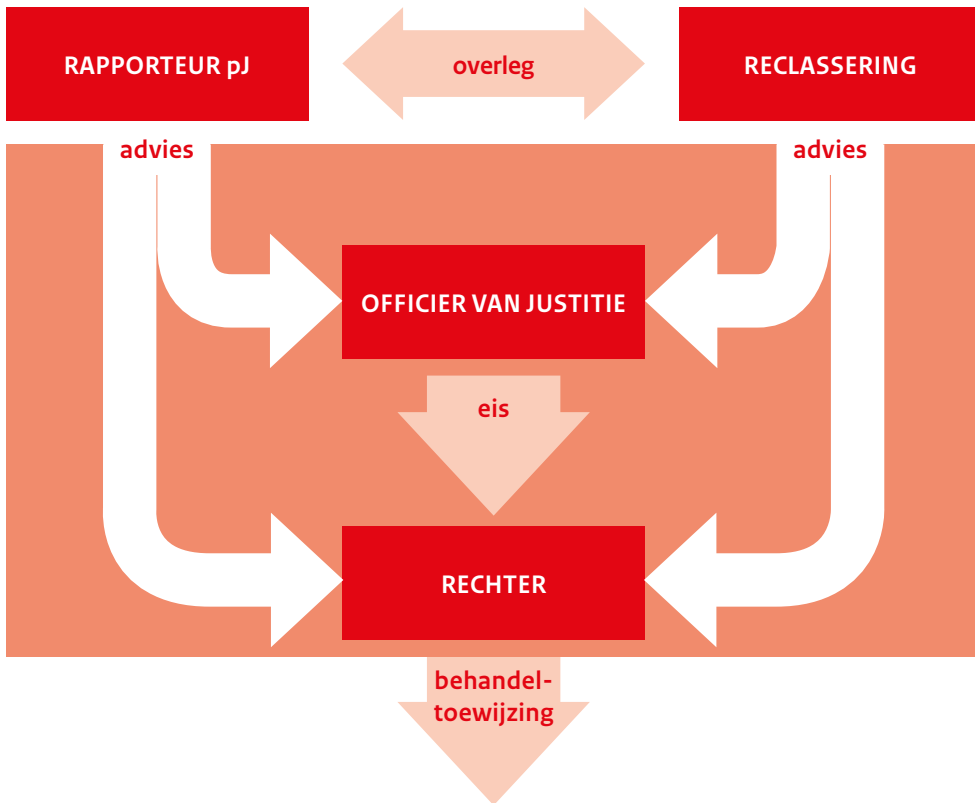 RAPPORTEUR pJ
overleg
RECLASSERING
advies
advies
OFFICIER VAN JUSTITIE
eis
RECHTER
behandel-
toewijzing